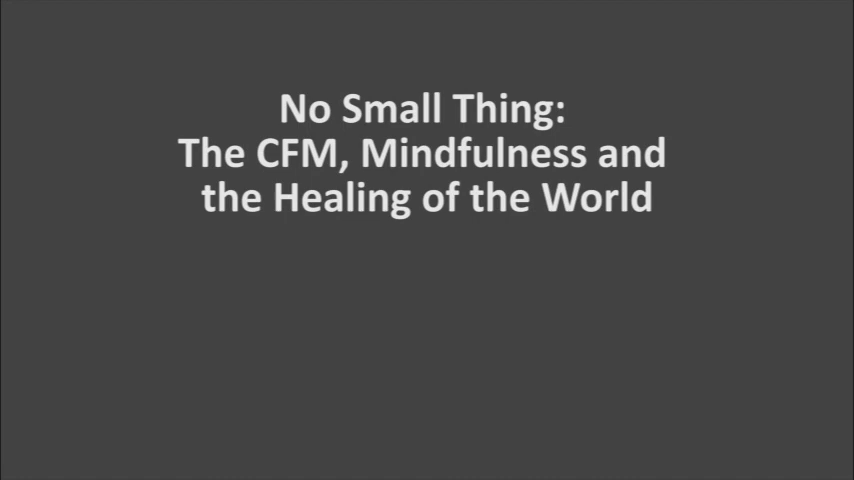 No Small Thing:
The CFM, Mindfulness and
the Healing of the World